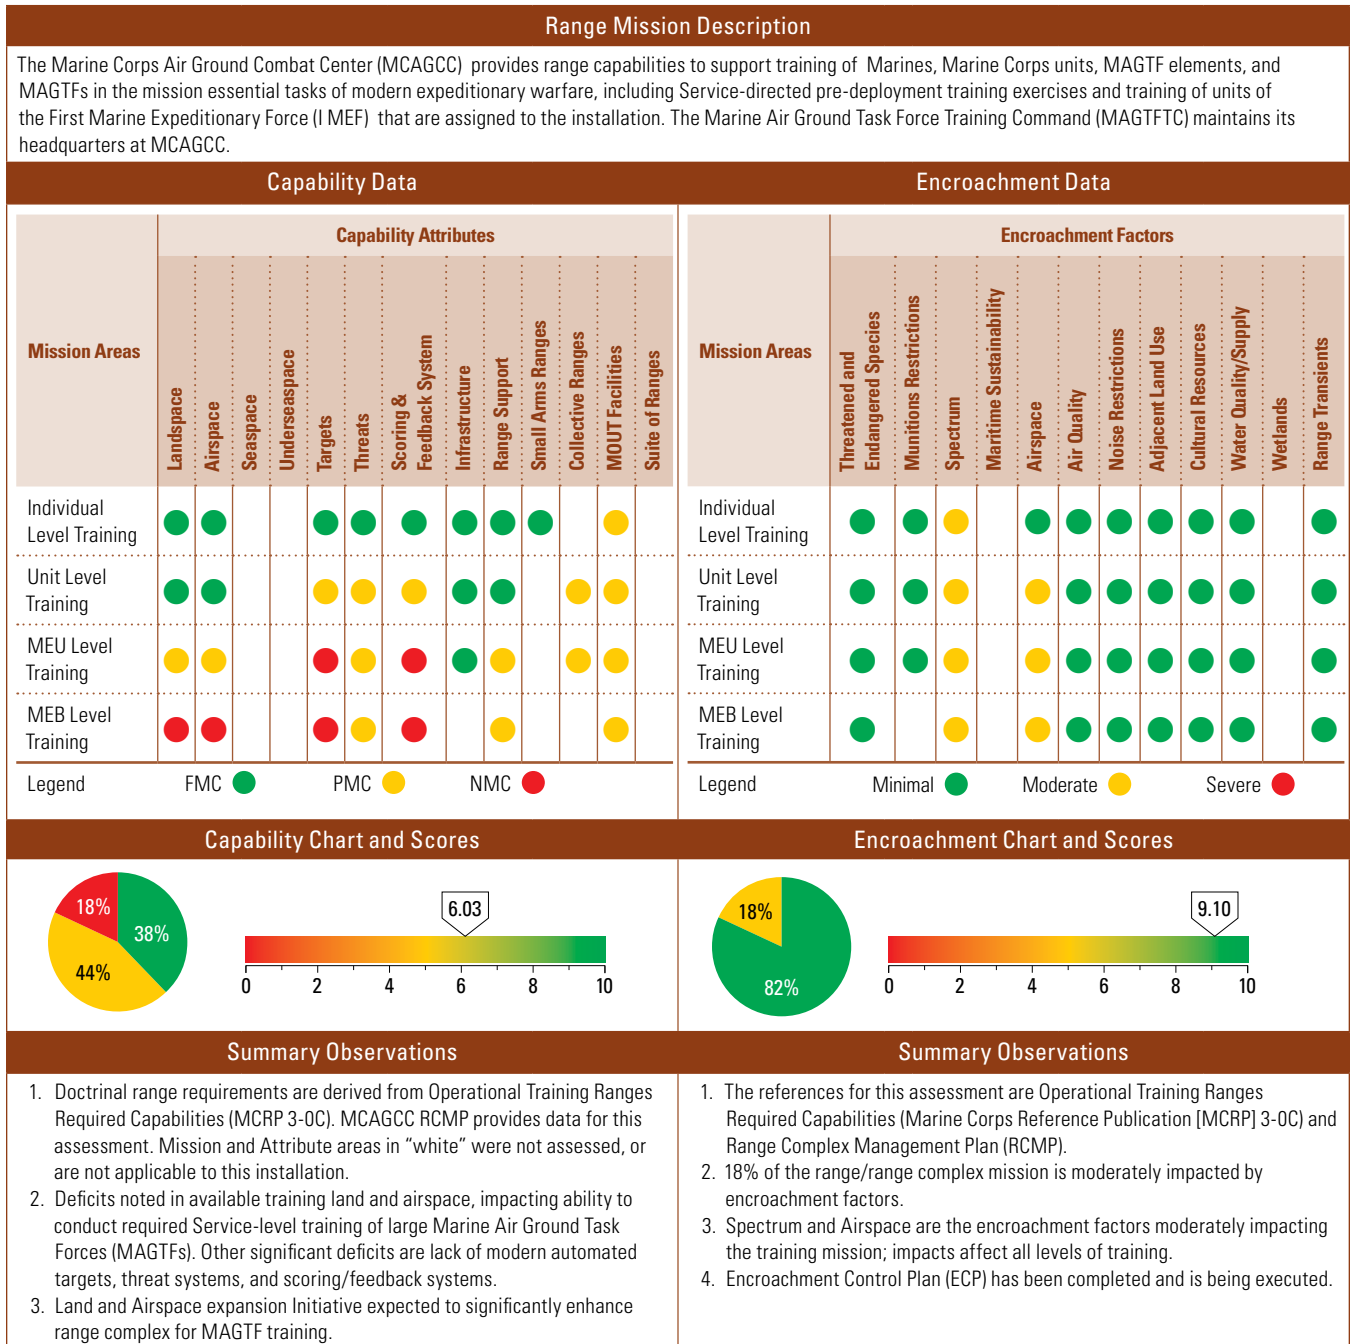 Range Mission Description
The Marine Corps Air Ground Combat Center (MCAGCC) provides range capabilities to support training of Marines, Marine Corps units, MAGTF elements, and
MAGTFs in the mission essential tasks of modern expeditionary warfare, including Service-directed pre-deployment training exercises and training of units of
the First Marine Expeditionary Force (I MEF) that are assigned to the installation. The Marine Air Ground Task Force Training Command (MAGTFTC) maintains its
headquarters at MCAGCC.
Capability Data
Capability Attributes
Mission Areas
Landspace
Airspace
Seaspace
Underseaspace
Targets
Threats
Scoring &
Feedback System
Infrastructure
Range Support
Small Arms Ranges
Collective Ranges
MOUT Facilities
Suite of Ranges
Individual
Level Training
Unit Level
Training
MEU Level
Training
MEB Level
Training
Legend FMC PMC NMC
Encroachment Data
Encroachment Factors
Mission Areas
Threatened and
Endangered Species
Munitions Restrictions
Spectrum
Maritime Sustainability
Airspace
Air Quality
Noise Restrictions
Adjacent Land Use
Cultural Resources
Water Quality/Supply
Wetlands
Range Transients
Individual
Level Training
Unit Level
Training
MEU Level
Training
MEB Level
Training
Legend Minimal Moderate Severe
Capability Chart and Scores
18%
38%
44%
6.03
0 2 4 6 8 10
Encroachment Chart and Scores
18%
82%
9.10
0 2 4 6 8 10
Summary Observations
1. Doctrinal range requirements are derived from Operational Training Ranges
Required Capabilities (MCRP 3-0C). MCAGCC RCMP provides data for this
assessment. Mission and Attribute areas in “white” were not assessed, or
are not applicable to this installation.
2. Deficits noted in available training land and airspace, impacting ability to
conduct required Service-level training of large Marine Air Ground Task
Forces (MAGTFs). Other significant deficits are lack of modern automated
targets, threat systems, and scoring/feedback systems.
3. Land and Airspace expansion Initiative expected to significantly enhance
range complex for MAGTF training.
Summary Observations
1. The references for this assessment are Operational Training Ranges
Required Capabilities (Marine Corps Reference Publication [MCRP] 3-0C) and
Range Complex Management Plan (RCMP).
2. 18% of the range/range complex mission is moderately impacted by
encroachment factors.
3. Spectrum and Airspace are the encroachment factors moderately impacting
the training mission; impacts affect all levels of training.
4. Encroachment Control Plan (ECP) has been completed and is being executed.